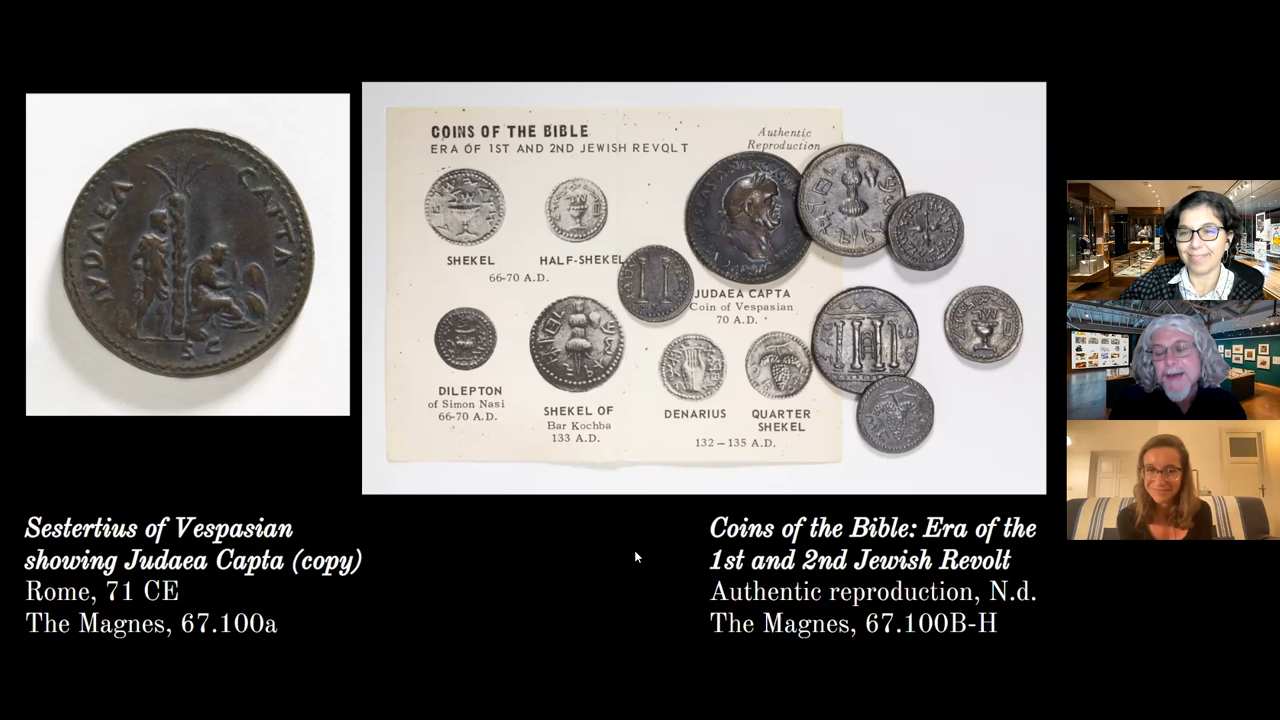 IVDAEA CAPTA
S C
COINS OF THE BIBLE
ERA OF 1ST AND 2ND JEWISH REVOLT
Authentic
Reproduction
SHEKEL
HALF-SHEKEL
66-70 A.D.
JUDAEA CAPTA
Coin of Vespasian
70 A.D.
DILEPTON
of Simon Nasi
66-70 A.D.
SHEKEL OF
Bar Kochba
133 A.D.
DENARIUS
QUARTER
SHEKEL
132 – 135 A.D.
Sestertius of Vespasian
showing Judaea Capta (copy)
Rome, 71 CE
The Magnes, 67.100a
Coins of the Bible: Era of the
1st and 2nd Jewish Revolt
Authentic reproduction, N.d.
The Magnes, 67.100B-H